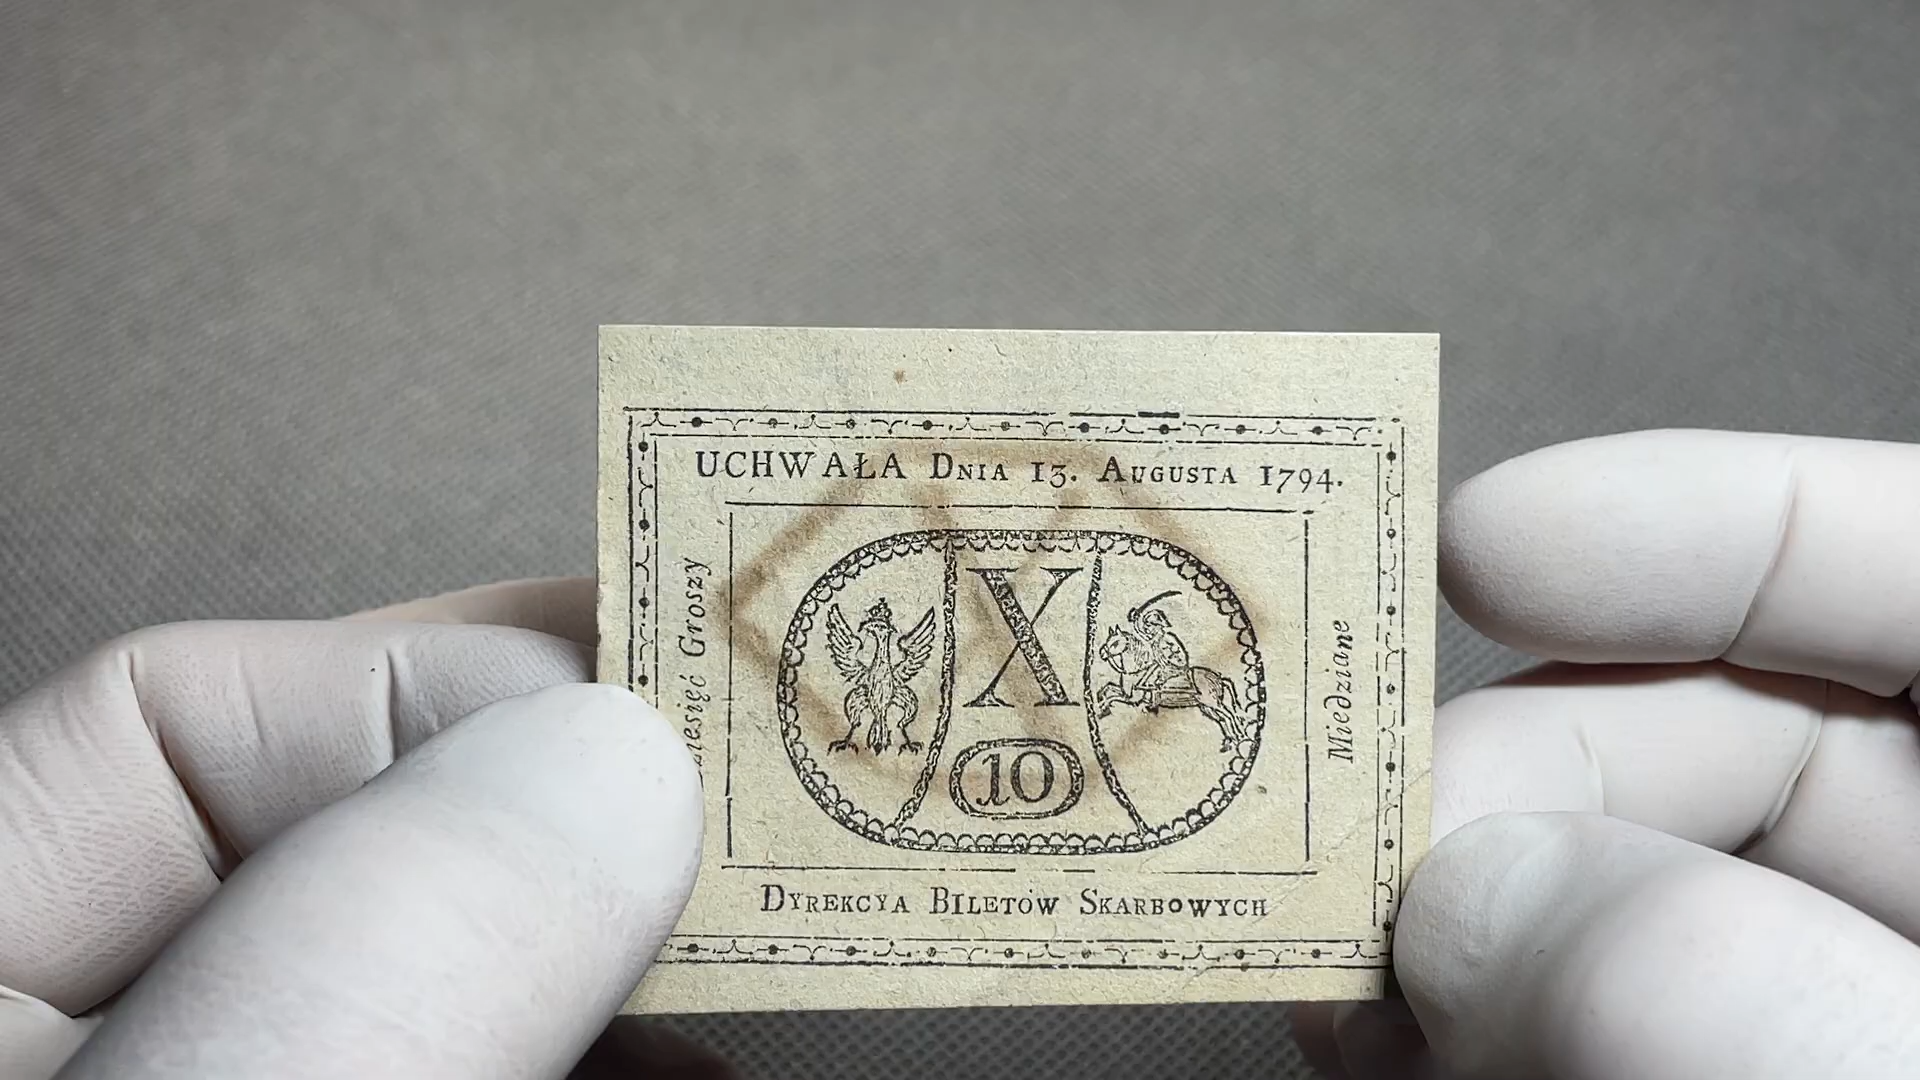 UCHWAŁA DNIA 13. AUGUSTA 1794.
Groszy
X
10
Miedziane
DYREKCYA BILETÓW SKARBOWYCH